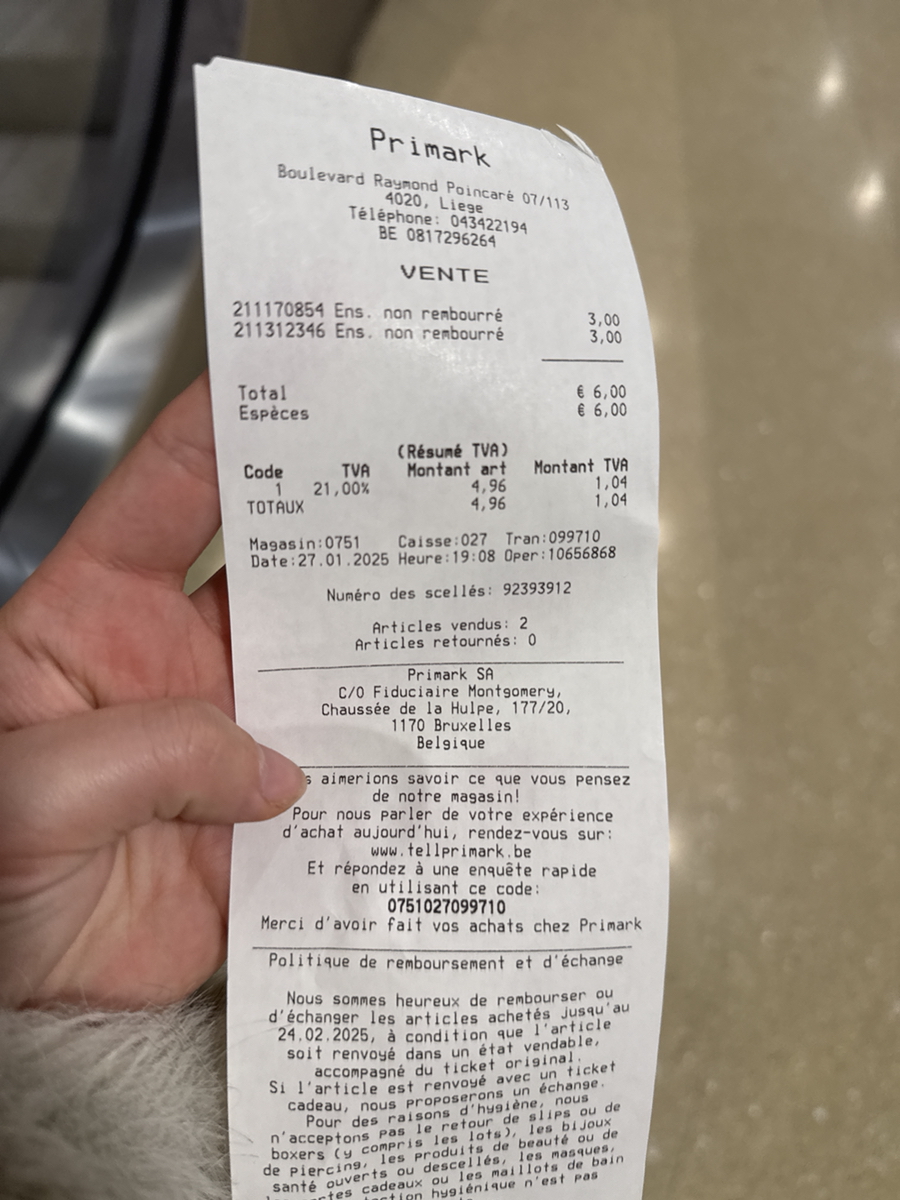 Primark
Boulevard Raymond Poincaré 07/113
4020, Liege
Téléphone: 043422194
BE 0817296264
VENTE
211170854 Ens. non rembourré 3,00
211312346 Ens. non rembourré 3,00
Total € 6,00
Espèces € 6,00
(Résumé TVA)
Code TVA Montant art Montant TVA
1 21,00% 4,96 1,04
TOTAUX 4,96 1,04
Magasin:0751 Caisse:027 Tran:099710
Date:27.01.2025 Heure:19:08 Oper:10656868
Numéro des scellés: 92393912
Articles vendus: 2
Articles retournés: 0
Primark SA
C/O Fiduciaire Montgomery,
Chaussée de la Hulpe, 177/20,
1170 Bruxelles
Belgique
aimerions savoir ce que vous pensez
de notre magasin!
Pour nous parler de votre expérience
d'achat aujourd'hui, rendez-vous sur:
www.tellprimark.be
Et répondez à une enquête rapide
en utilisant ce code:
0751027099710
Merci d'avoir fait vos achats chez Primark
Politique de remboursement et d'échange
Nous sommes heureux de rembourser ou
d'échanger les articles achetés jusqu'au
24.02.2025, à condition que l'article
soit renvoyé dans un état vendable,
accompagné du ticket original.
Si l'article est renvoyé avec un ticket
cadeau, nous proposerons un échange.
Pour des raisons d'hygiène, nous
n'acceptons pas le retour de slips ou de
boxers (y compris les lots), les bijoux
de piercing, les produits de beauté ou de
santé ouverts ou descellés, les masques,
cadeaux ou les maillots de bain
hygiénique n'est pas